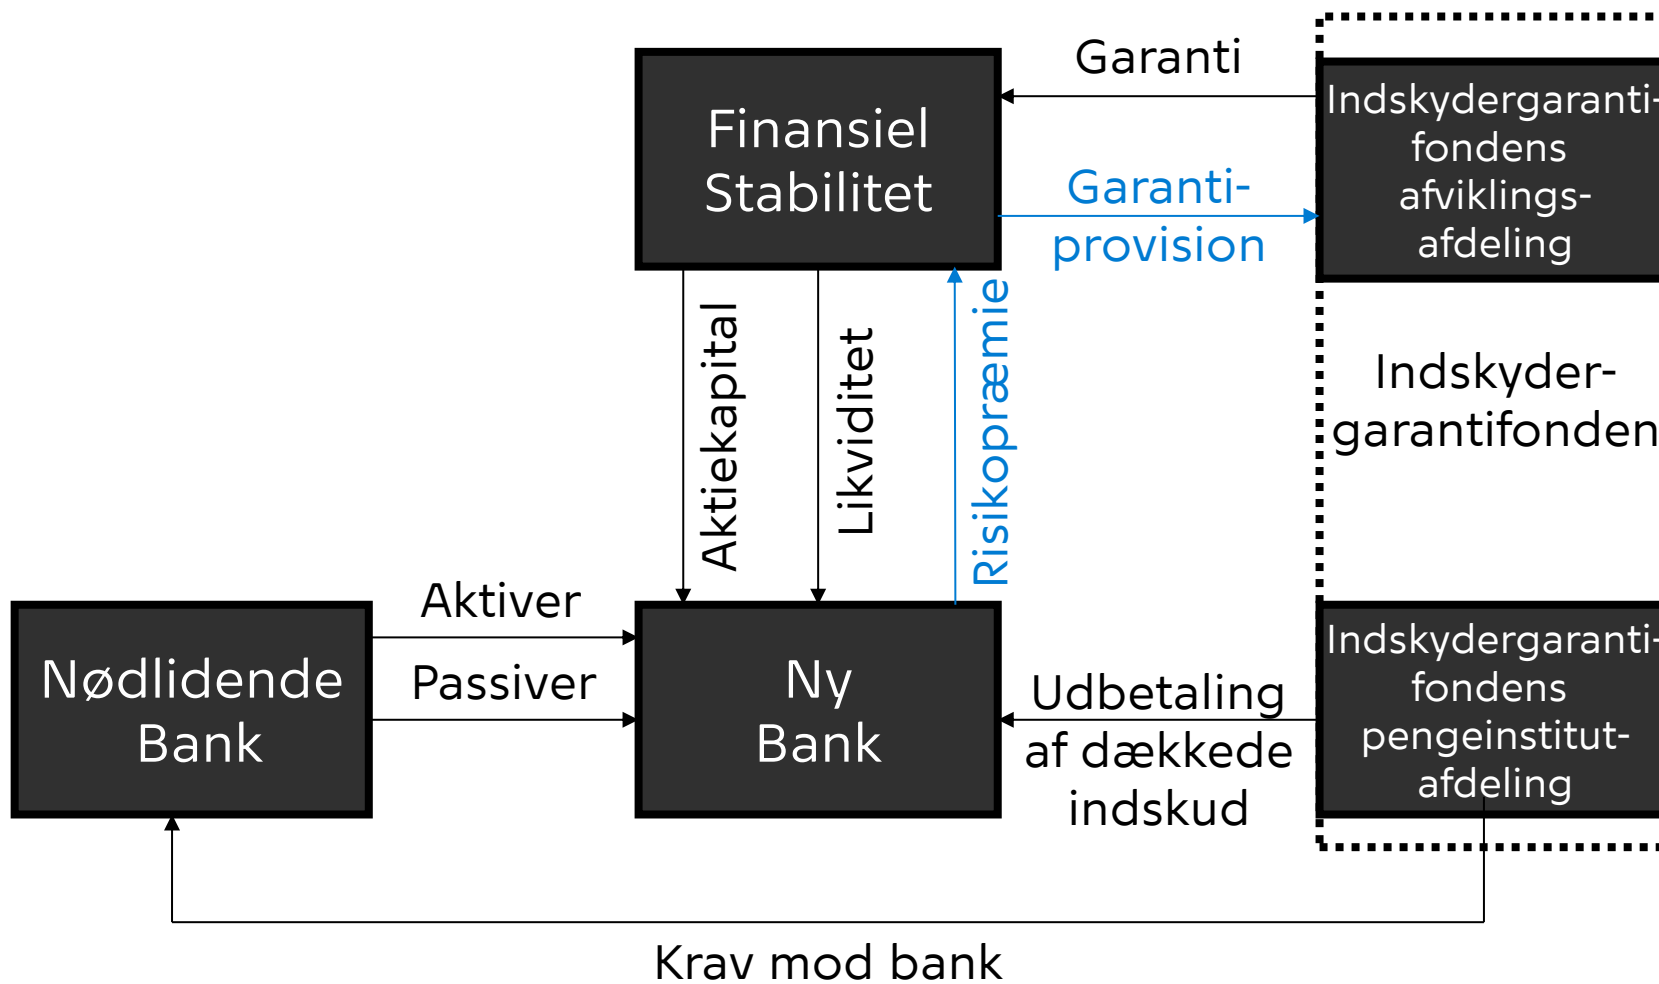 Garanti
Finansiel
Stabilitet
Indskydergaranti-
fondens
afviklings-
afdeling
Garanti-
provision
Aktiekapital
Likviditet
Risikopræmie
Indskyder-
garantifonden
Aktiver
Passiver
Nødlidende
Bank
Ny
Bank
Udbetaling
af dækkede
indskud
Indskydergaranti-
fondens
pengeinstitut-
afdeling
Krav mod bank